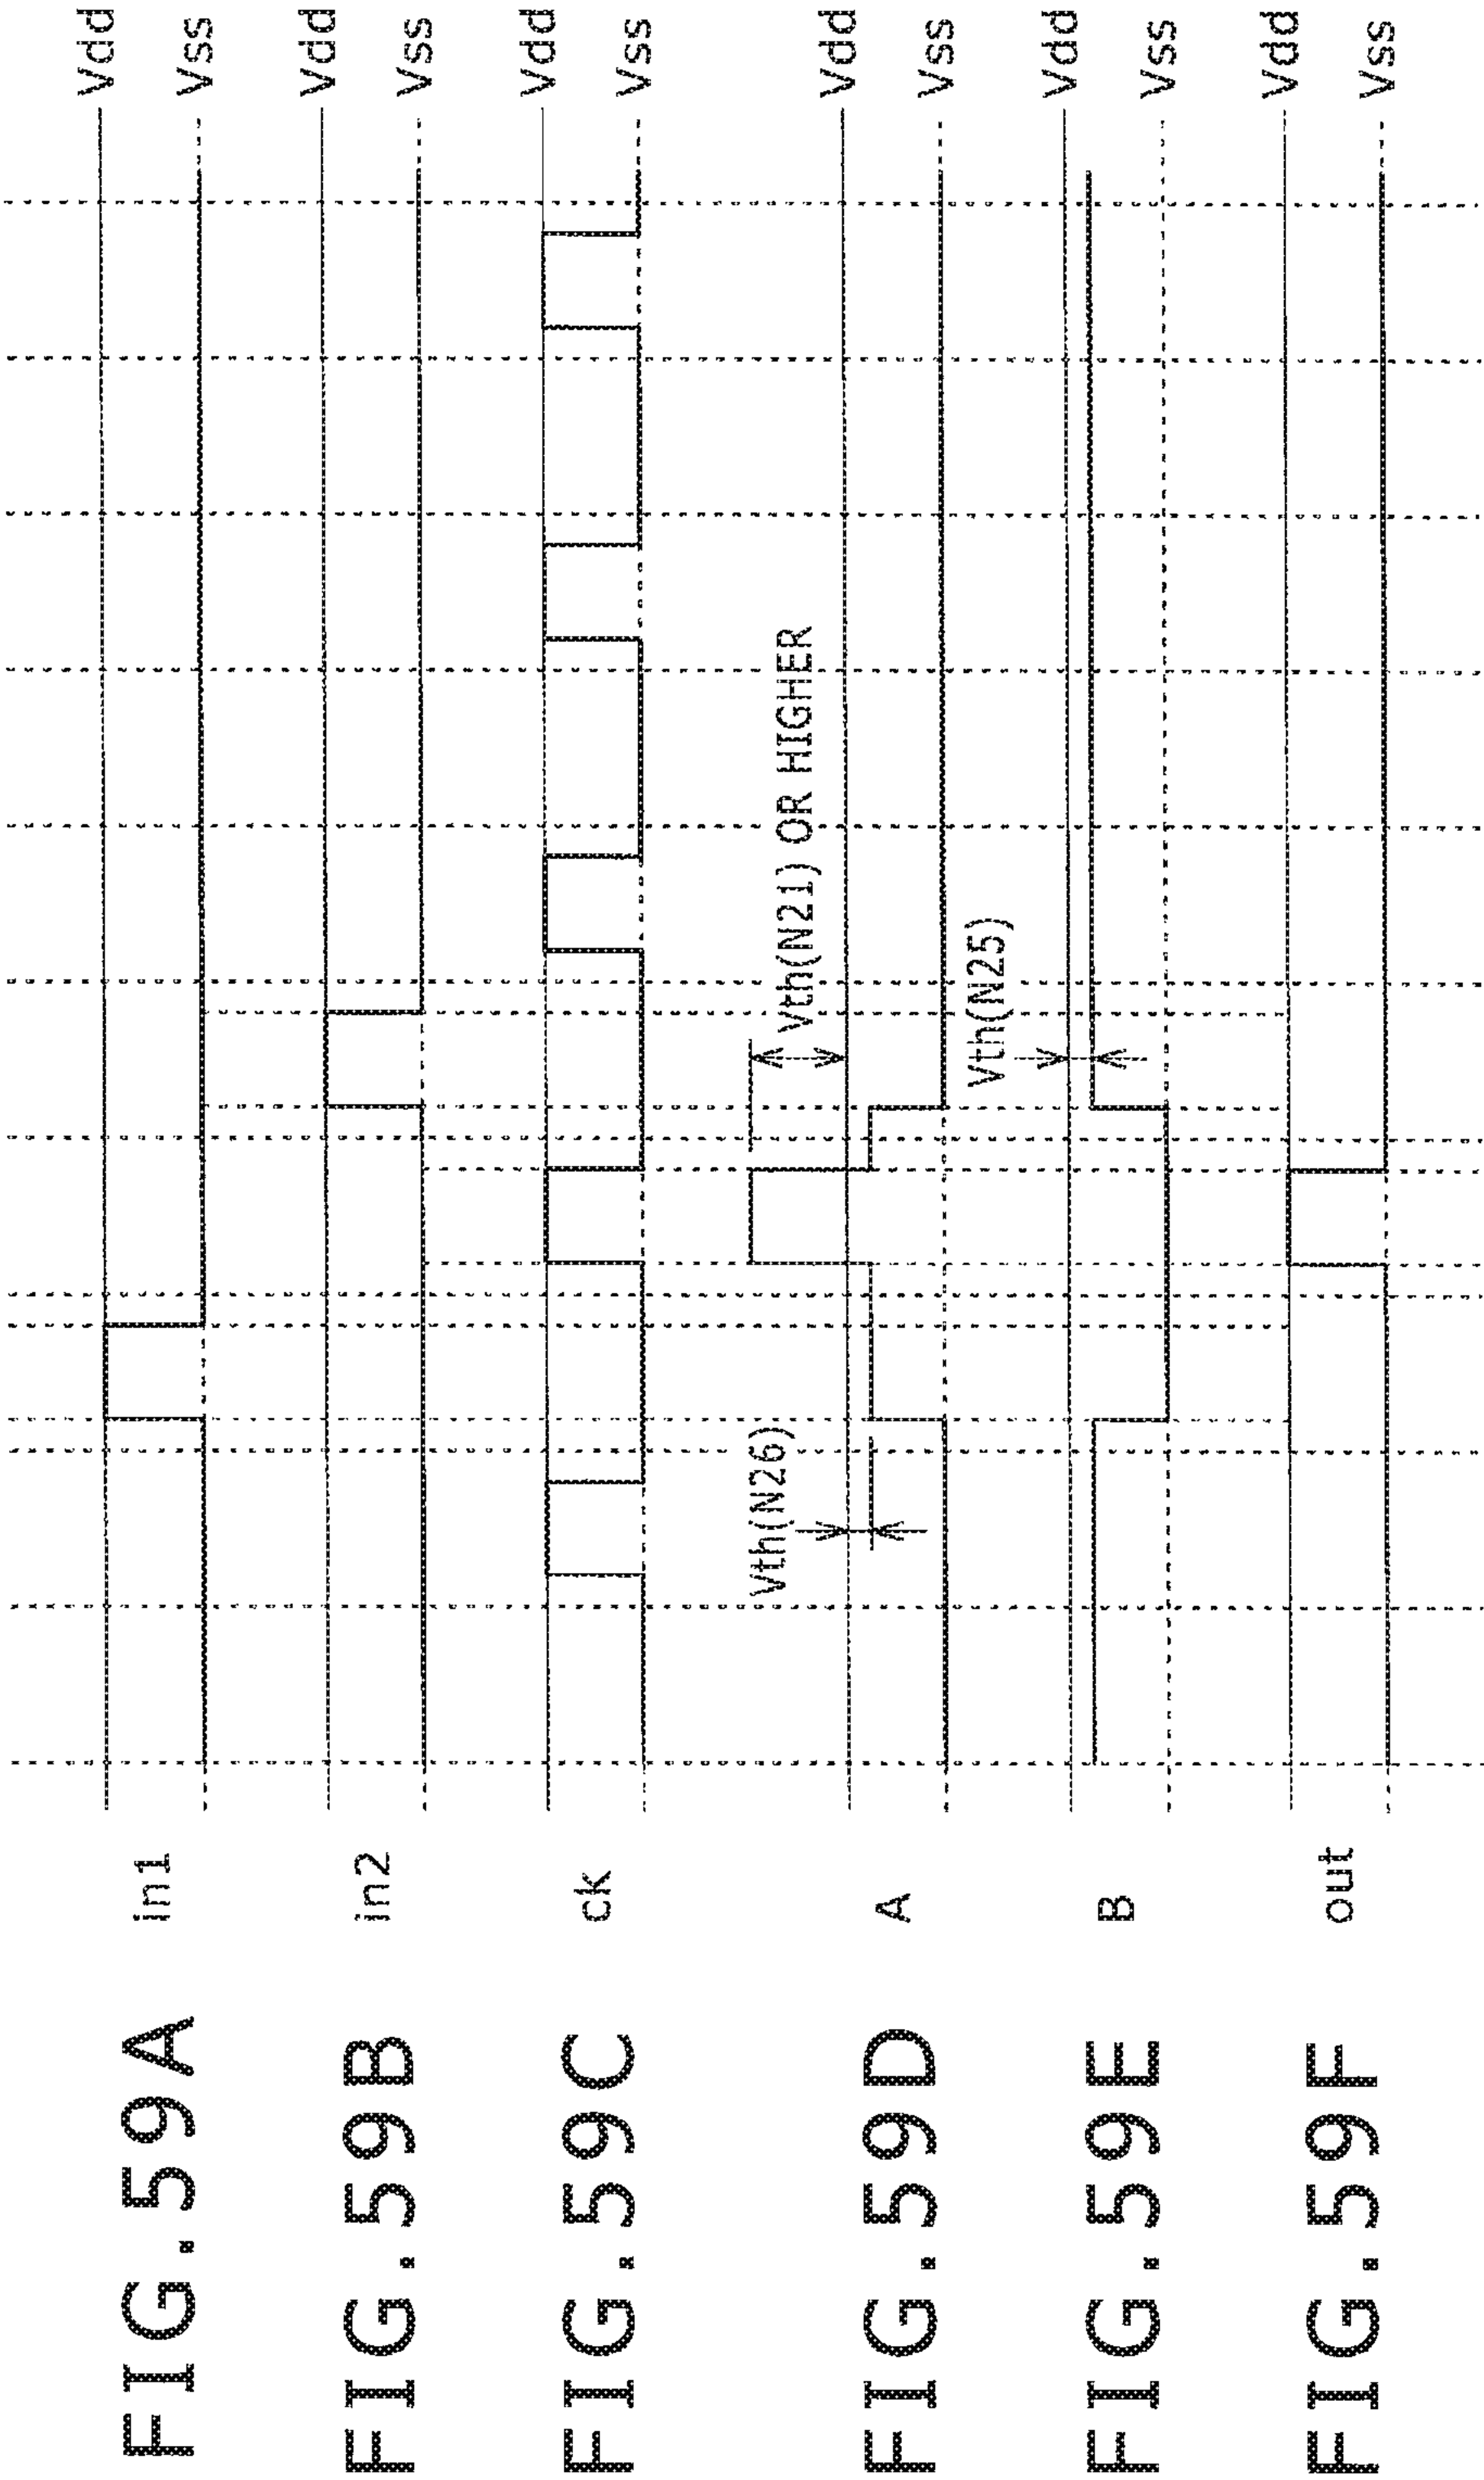 FIG.59A in1 Vdd
Vss
FIG.59B in2 Vdd
Vss
FIG.59C ck Vdd
Vss
Vth(N26) Vth(N21) OR HIGHER
FIG.59D A Vdd
Vss
Vth(N25)
FIG.59E B Vdd
Vss
FIG.59F out Vdd
Vss